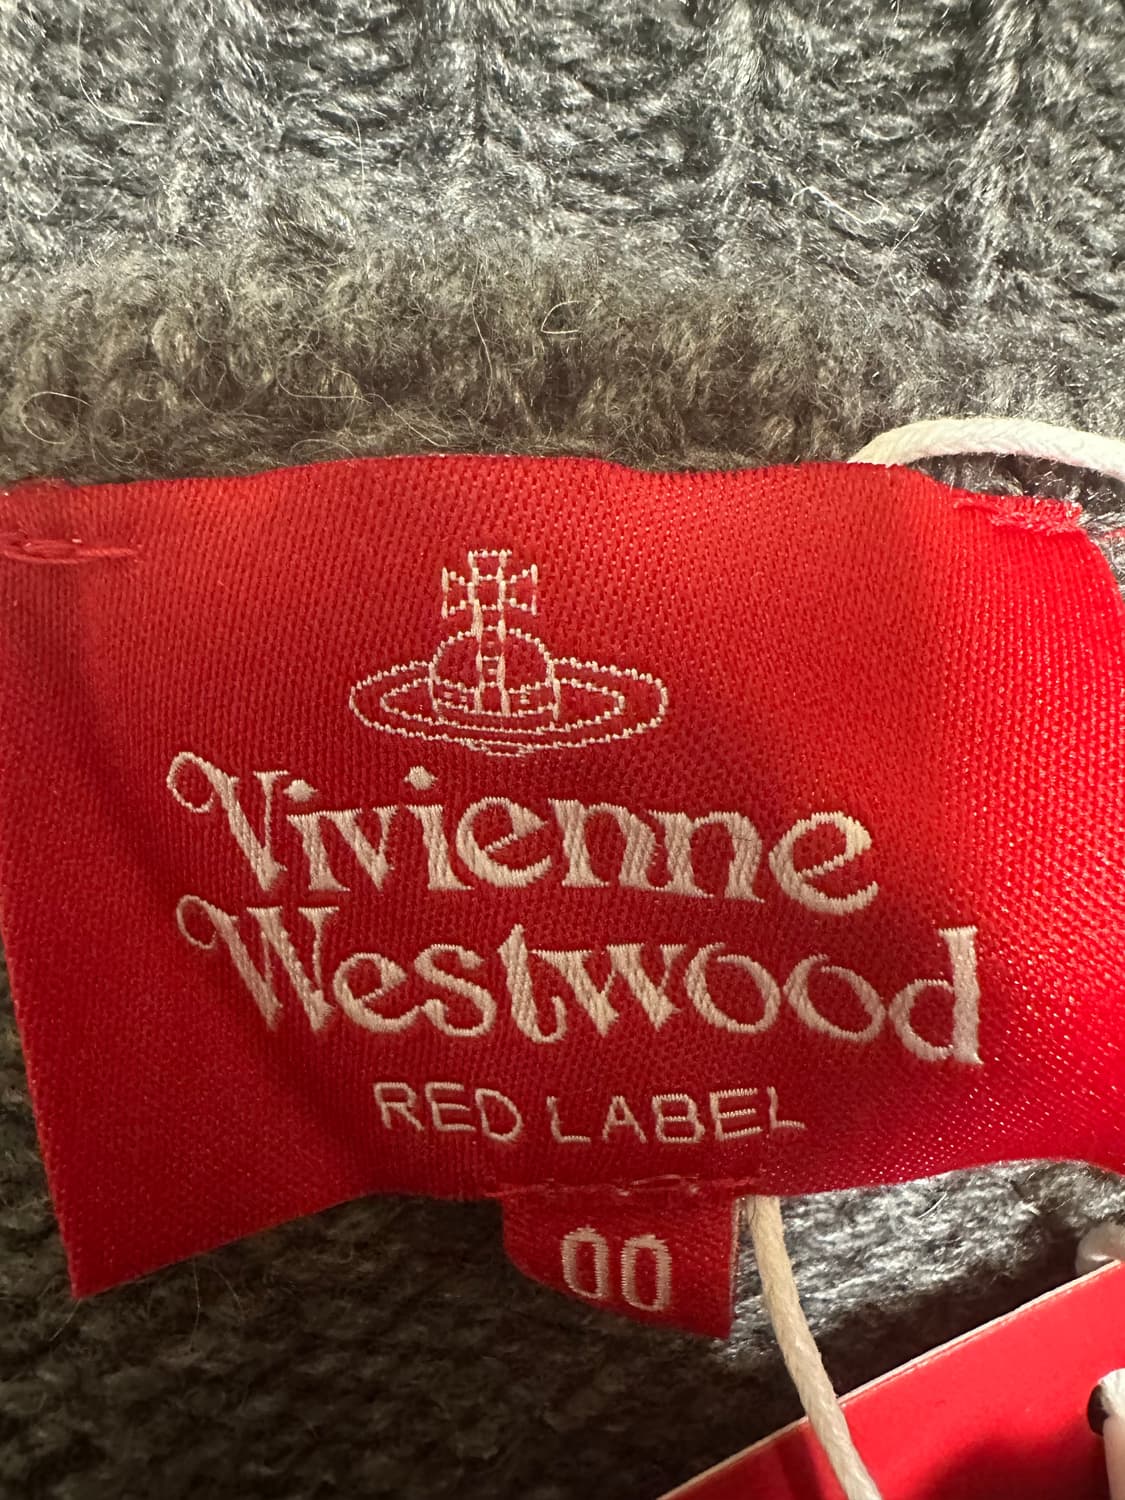 Vivienne
Westwood
RED LABEL
00